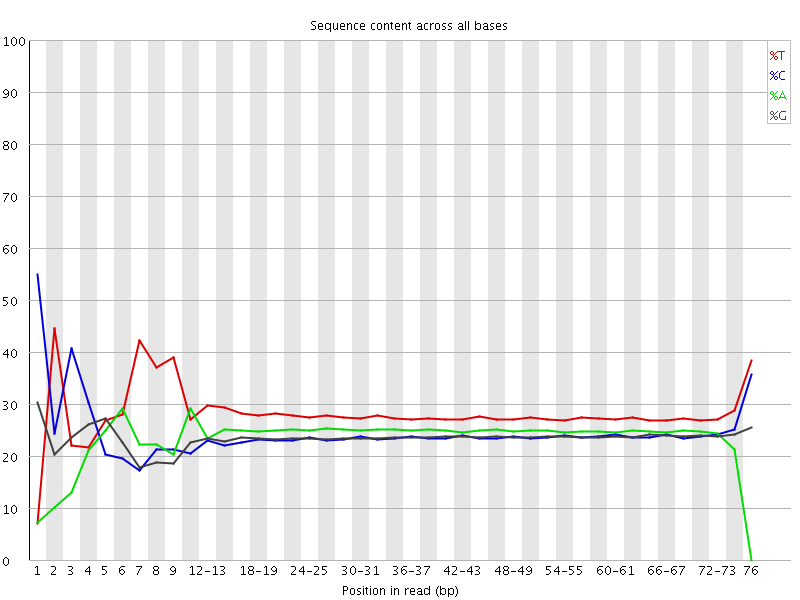 Sequence content across all bases
100
90
80
70
60
50
40
30
20
10
0
%T
%C
%A
%G
1 2 3 4 5 6 7 8 9 12-13 18-19 24-25 30-31 36-37 42-43 48-49 54-55 60-61 66-67 72-73 76
Position in read (bp)